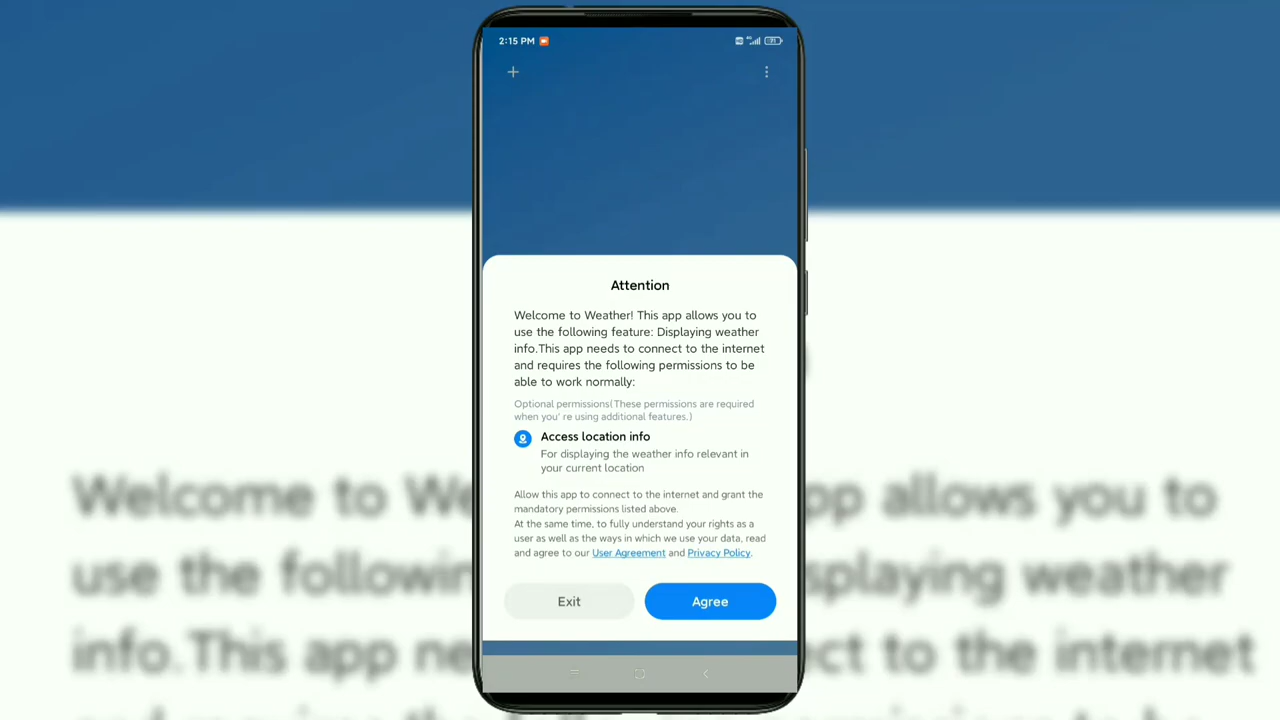 2:15 PM
Attention
Welcome to Weather! This app allows you to
use the following feature: Displaying weather
info.This app needs to connect to the internet
and requires the following permissions to be
able to work normally:
Optional permissions(These permissions are required
when you' re using additional features.)
Access location info
For displaying the weather info relevant in
your current location
Allow this app to connect to the internet and grant the
mandatory permissions listed above.
At the same time, to fully understand your rights as a
user as well as the ways in which we use your data, read
and agree to our User Agreement and Privacy Policy.
Exit
Agree
Welcome to We
pp allows you to
use the following
splaying weather
info.This app ne
ct to the internet